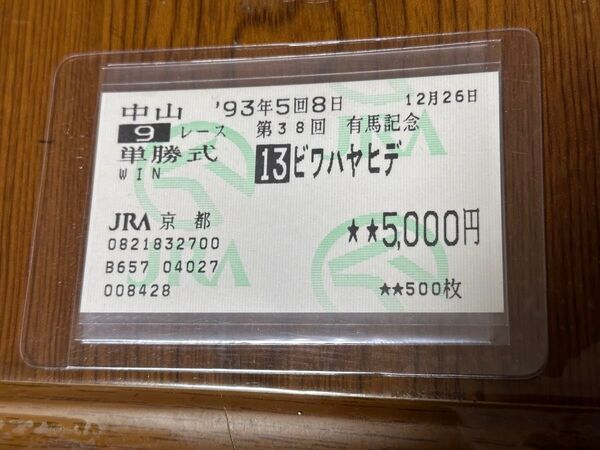 中山 '93年5回8日 12月26日
9 レース 第38回 有馬記念
単勝式
WIN
13 ビワハヤヒデ
JRA 京都
★★5,000円
0821832700
B657 04027
008428
★★500枚
JRA
JRA